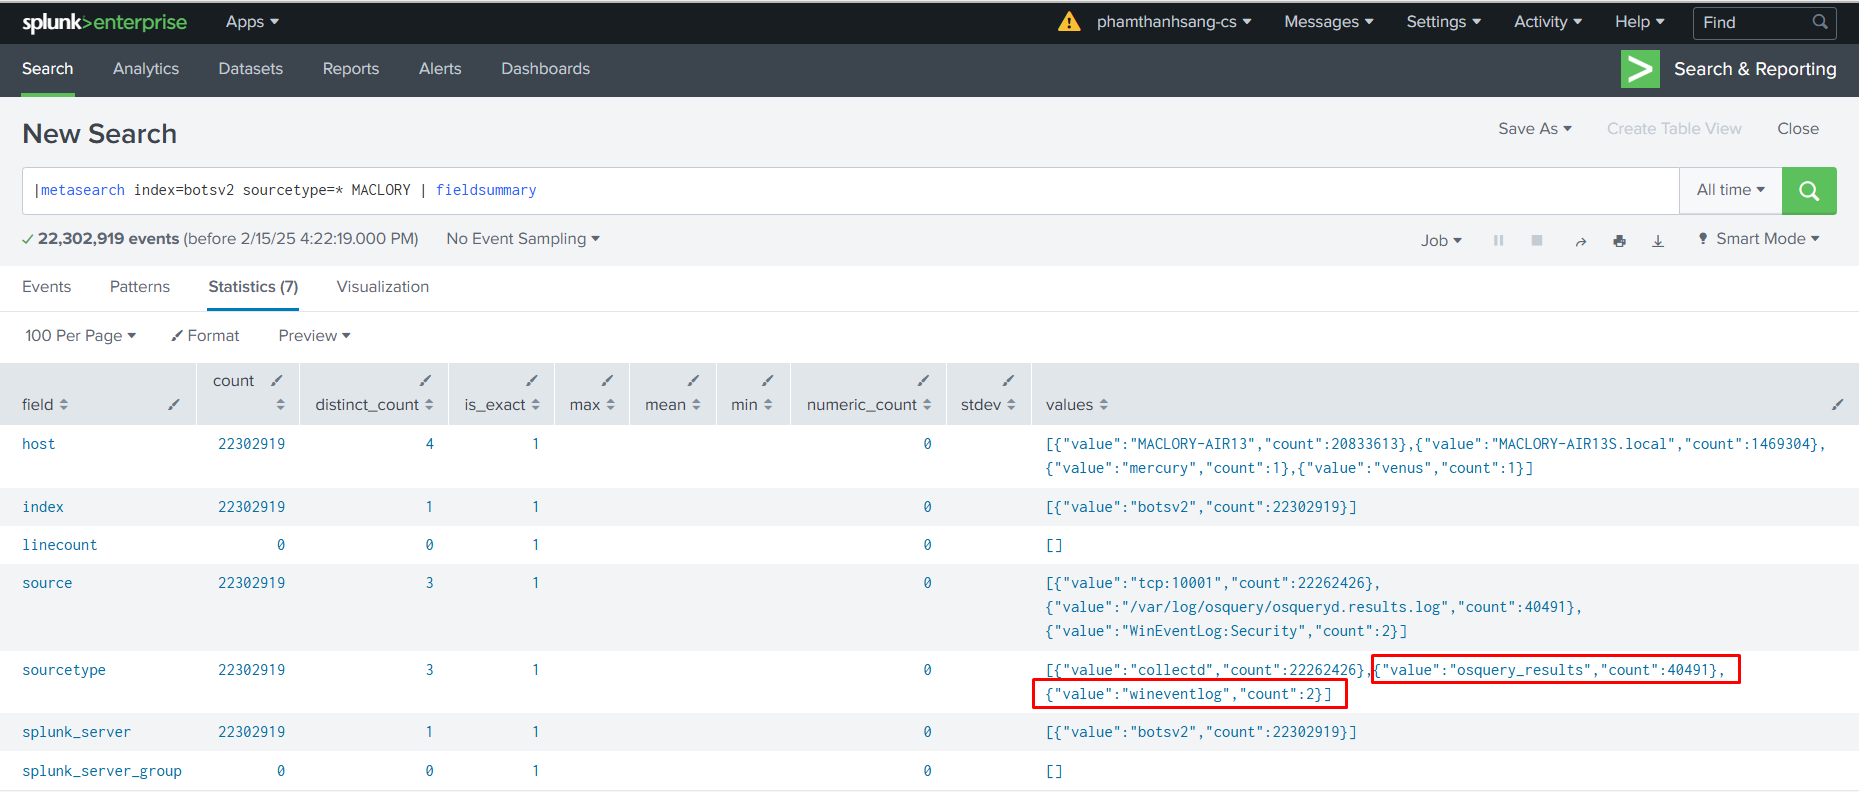 splunk>enterprise Apps phamthanhsang-cs Messages Settings Activity Help Find
Search Analytics Datasets Reports Alerts Dashboards Search & Reporting
New Search Save As Create Table View Close
|metasearch index=botsv2 sourcetype=* MACLORY | fieldsummary All time
22,302,919 events (before 2/15/25 4:22:19.000 PM) No Event Sampling Job Smart Mode
Events Patterns Statistics (7) Visualization
100 Per Page Format Preview
field count distinct_count is_exact max mean min numeric_count stdev values
host 22302919 4 1 0 [{"value":"MACLORY-AIR13","count":20833613},{"value":"MACLORY-AIR13S.local","count":1469304},
{"value":"mercury","count":1},{"value":"venus","count":1}]
index 22302919 1 1 0 [{"value":"botsv2","count":22302919}]
linecount 0 0 1 0 []
source 22302919 3 1 0 [{"value":"tcp:10001","count":22262426},
{"value":"/var/log/osquery/osqueryd.results.log","count":40491},
{"value":"WinEventLog:Security","count":2}]
sourcetype 22302919 3 1 0 [{"value":"collectd","count":22262426},{"value":"osquery_results","count":40491},
{"value":"wineventlog","count":2}]
splunk_server 22302919 1 1 0 [{"value":"botsv2","count":22302919}]
splunk_server_group 0 0 1 0 []